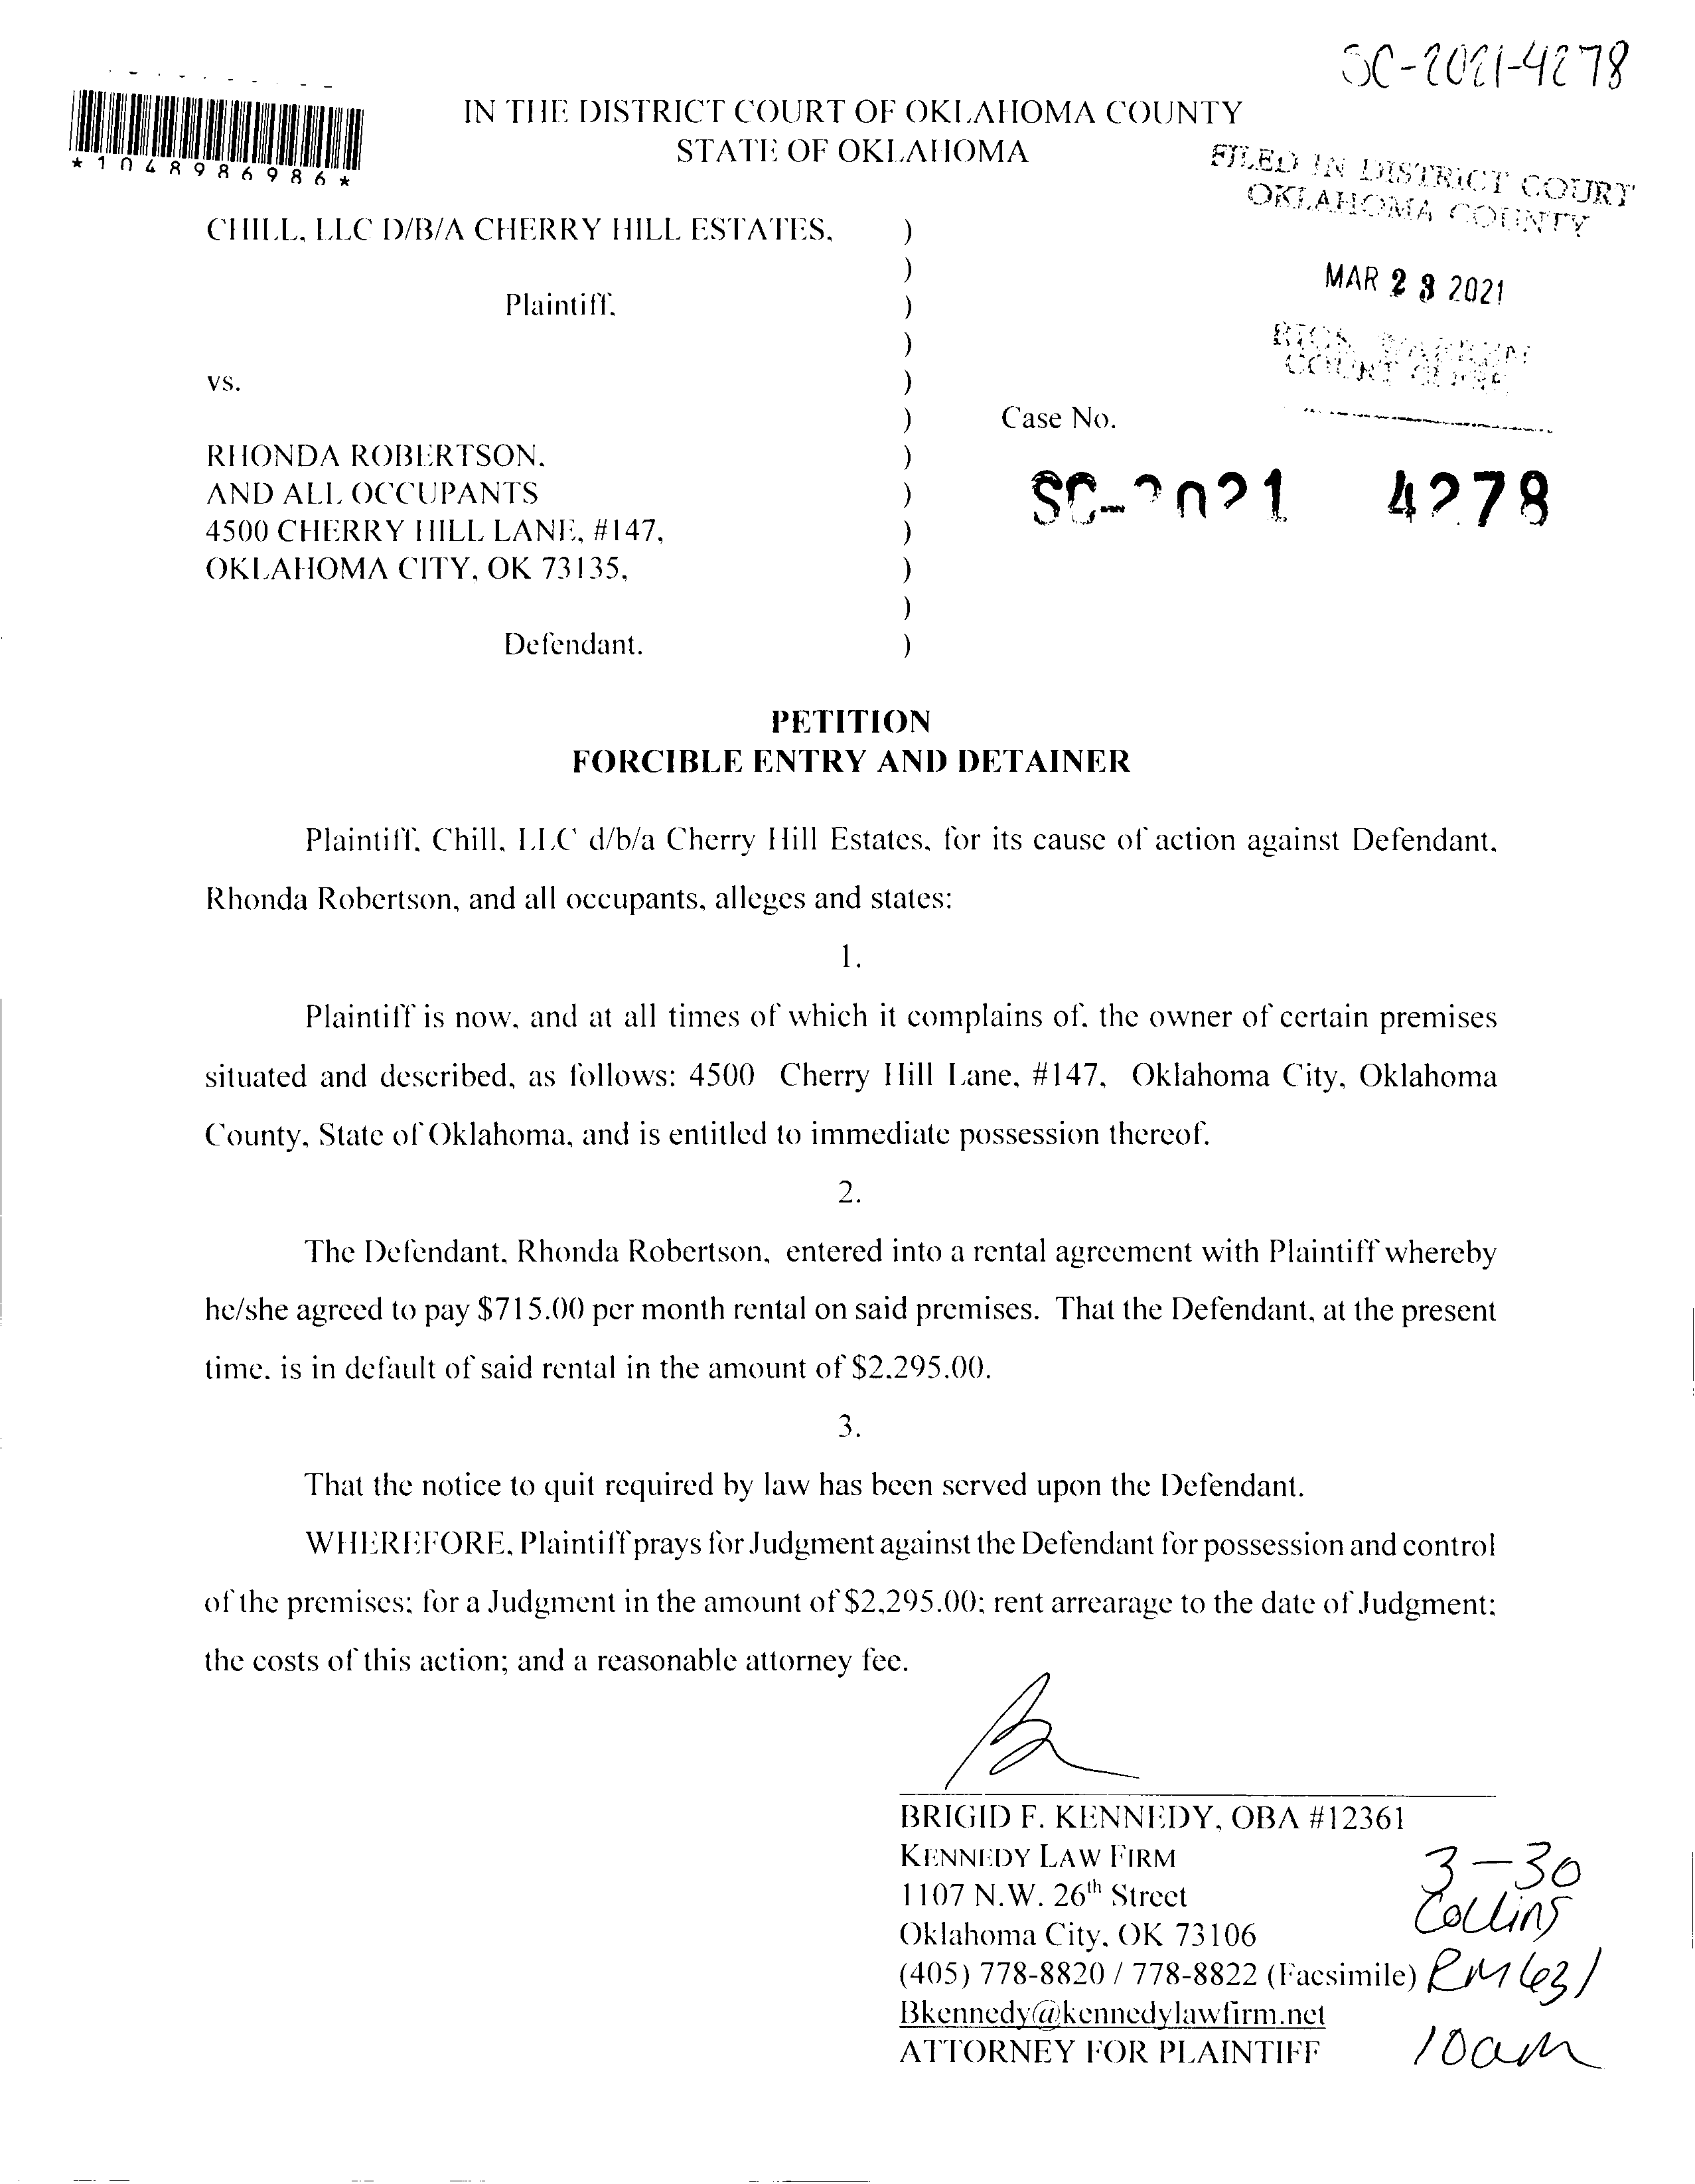 SC-2021-4278
*1048986986*
IN THE DISTRICT COURT OF OKLAHOMA COUNTY
STATE OF OKLAHOMA
FILED IN DISTRICT COURT
OKLAHOMA COUNTY
MAR 23 2021
COURT CLERK
CHILL, LLC D/B/A CHERRY HILL ESTATES, )
)
Plaintiff, )
)
vs. )
) Case No.
RHONDA ROBERTSON, )
AND ALL OCCUPANTS ) SC-2021 4278
4500 CHERRY HILL LANE, #147, )
OKLAHOMA CITY, OK 73135, )
)
Defendant. )
PETITION
FORCIBLE ENTRY AND DETAINER
Plaintiff, Chill, LLC d/b/a Cherry Hill Estates, for its cause of action against Defendant,
Rhonda Robertson, and all occupants, alleges and states:
1.
Plaintiff is now, and at all times of which it complains of, the owner of certain premises
situated and described, as follows: 4500 Cherry Hill Lane, #147, Oklahoma City, Oklahoma
County, State of Oklahoma, and is entitled to immediate possession thereof.
2.
The Defendant, Rhonda Robertson, entered into a rental agreement with Plaintiff whereby
he/she agreed to pay $715.00 per month rental on said premises. That the Defendant, at the present
time, is in default of said rental in the amount of $2,295.00.
3.
That the notice to quit required by law has been served upon the Defendant.
WHEREFORE, Plaintiff prays for Judgment against the Defendant for possession and control
of the premises; for a Judgment in the amount of $2,295.00; rent arrearage to the date of Judgment;
the costs of this action; and a reasonable attorney fee.
BRIGID F. KENNEDY, OBA #12361
KENNEDY LAW FIRM
1107 N.W. 26th Street
Oklahoma City, OK 73106
(405) 778-8820 / 778-8822 (Facsimile)
Bkennedy@kennedylawfirm.net
ATTORNEY FOR PLAINTIFF
3-30
Collins
RM 631
10am